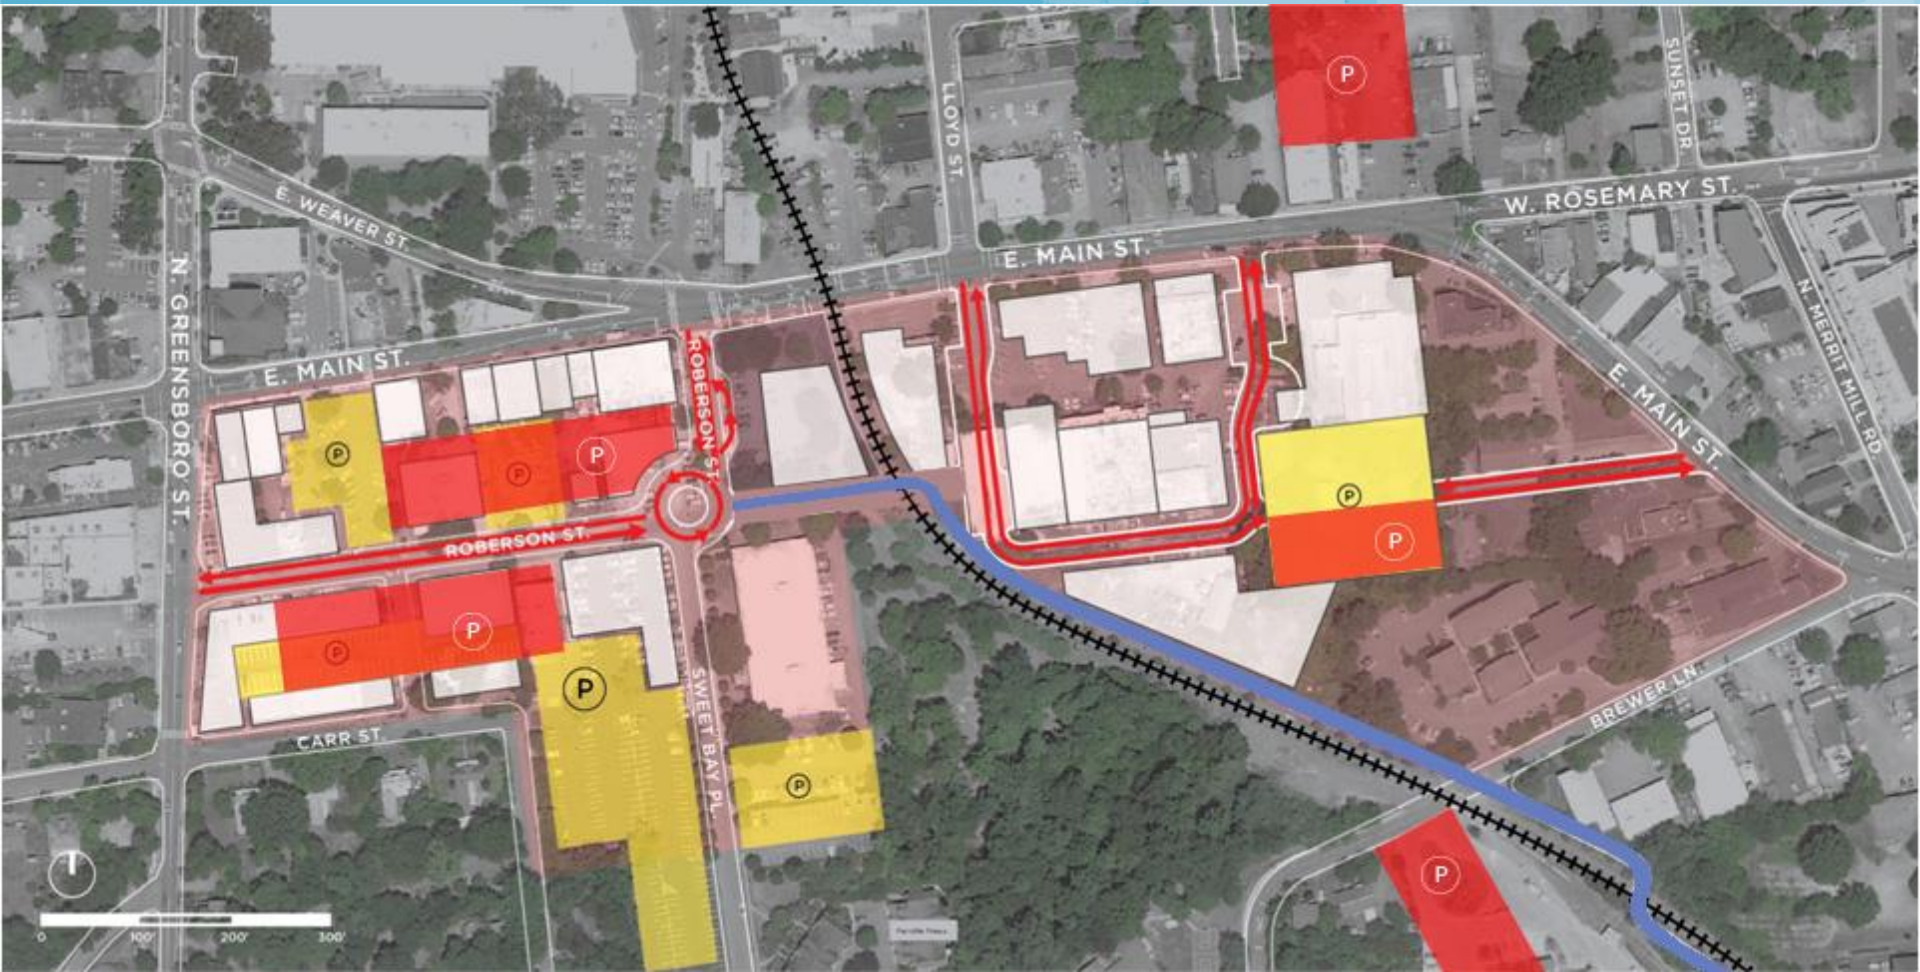 P
SUNSET DR.
LLOYD ST.
W. ROSEMARY ST.
E. WEAVER ST.
E. MAIN ST.
N. GREENSBORO ST.
N. MERRITT MILL RD
E. MAIN ST.
ROBERSON ST.
E. MAIN ST.
P
P
P
P
P
ROBERSON ST.
P
P
P
P
SWEET BAY PL.
BREWER LN.
CARR ST.
P
P
0 100' 200' 300'